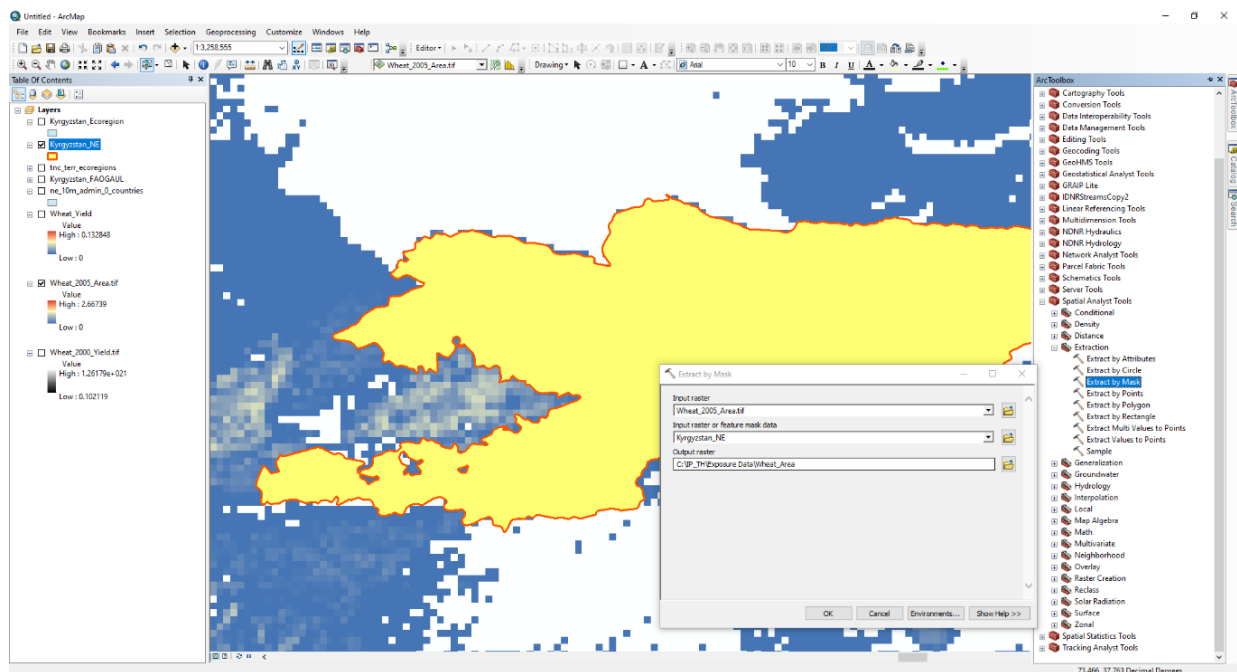 Untitled - ArcMap
File Edit View Bookmarks Insert Selection Geoprocessing Customize Windows Help
1:3,258,555
Editor
Wheat_2005_Area.tif
Drawing
Arial
10
B I U A
Table Of Contents
Layers
Kyrgyzstan_Ecoregion
Kyrgyzstan_NE
tnc_terr_ecoregions
Kyrgyzstan_FAOGAUL
ne_10m_admin_0_countries
Wheat_Yield
Value
High : 0.132848
Low : 0
Wheat_2005_Area.tif
Value
High : 2.66739
Low : 0
Wheat_2000_Yield.tif
Value
High : 1.26179e+021
Low : 0.102119
Extract by Mask
Input raster
Wheat_2005_Area.tif
Input raster or feature mask data
Kyrgyzstan_NE
Output raster
C:\IP_TH\Exposure Data\Wheat_Area
OK Cancel Environments... Show Help >>
ArcToolbox
Cartography Tools
Conversion Tools
Data Interoperability Tools
Data Management Tools
Editing Tools
Geocoding Tools
GeoHMS Tools
Geostatistical Analyst Tools
GRAIP Lite
IDNRStreamsCopy2
Linear Referencing Tools
Multidimension Tools
NDNR Hydraulics
NDNR Hydrology
Network Analyst Tools
Parcel Fabric Tools
Schematics Tools
Server Tools
Spatial Analyst Tools
Conditional
Density
Distance
Extraction
Extract by Attributes
Extract by Circle
Extract by Mask
Extract by Points
Extract by Polygon
Extract by Rectangle
Extract Multi Values to Points
Extract Values to Points
Sample
Generalization
Groundwater
Hydrology
Interpolation
Local
Map Algebra
Math
Multivariate
Neighborhood
Overlay
Raster Creation
Reclass
Solar Radiation
Surface
Zonal
Spatial Statistics Tools
Tracking Analyst Tools
ArcToolbox
Catalog
Search
73.466 37.763 Decimal Degrees